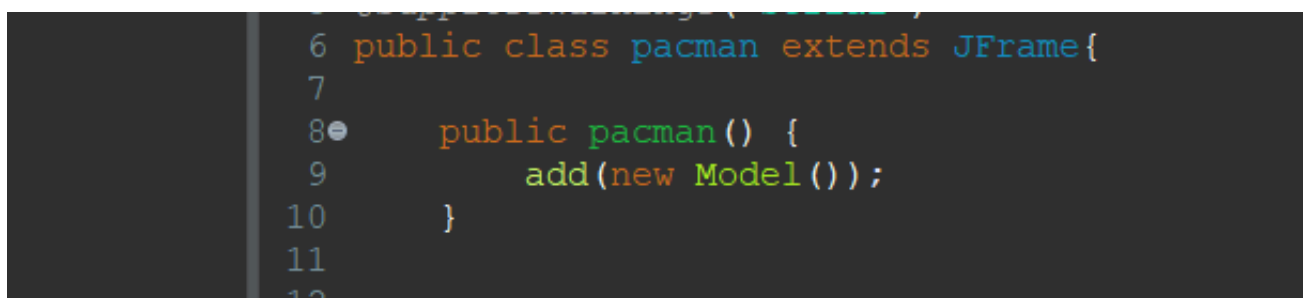 6 public class pacman extends JFrame{
7
8 public pacman() {
9 add(new Model());
10 }
11